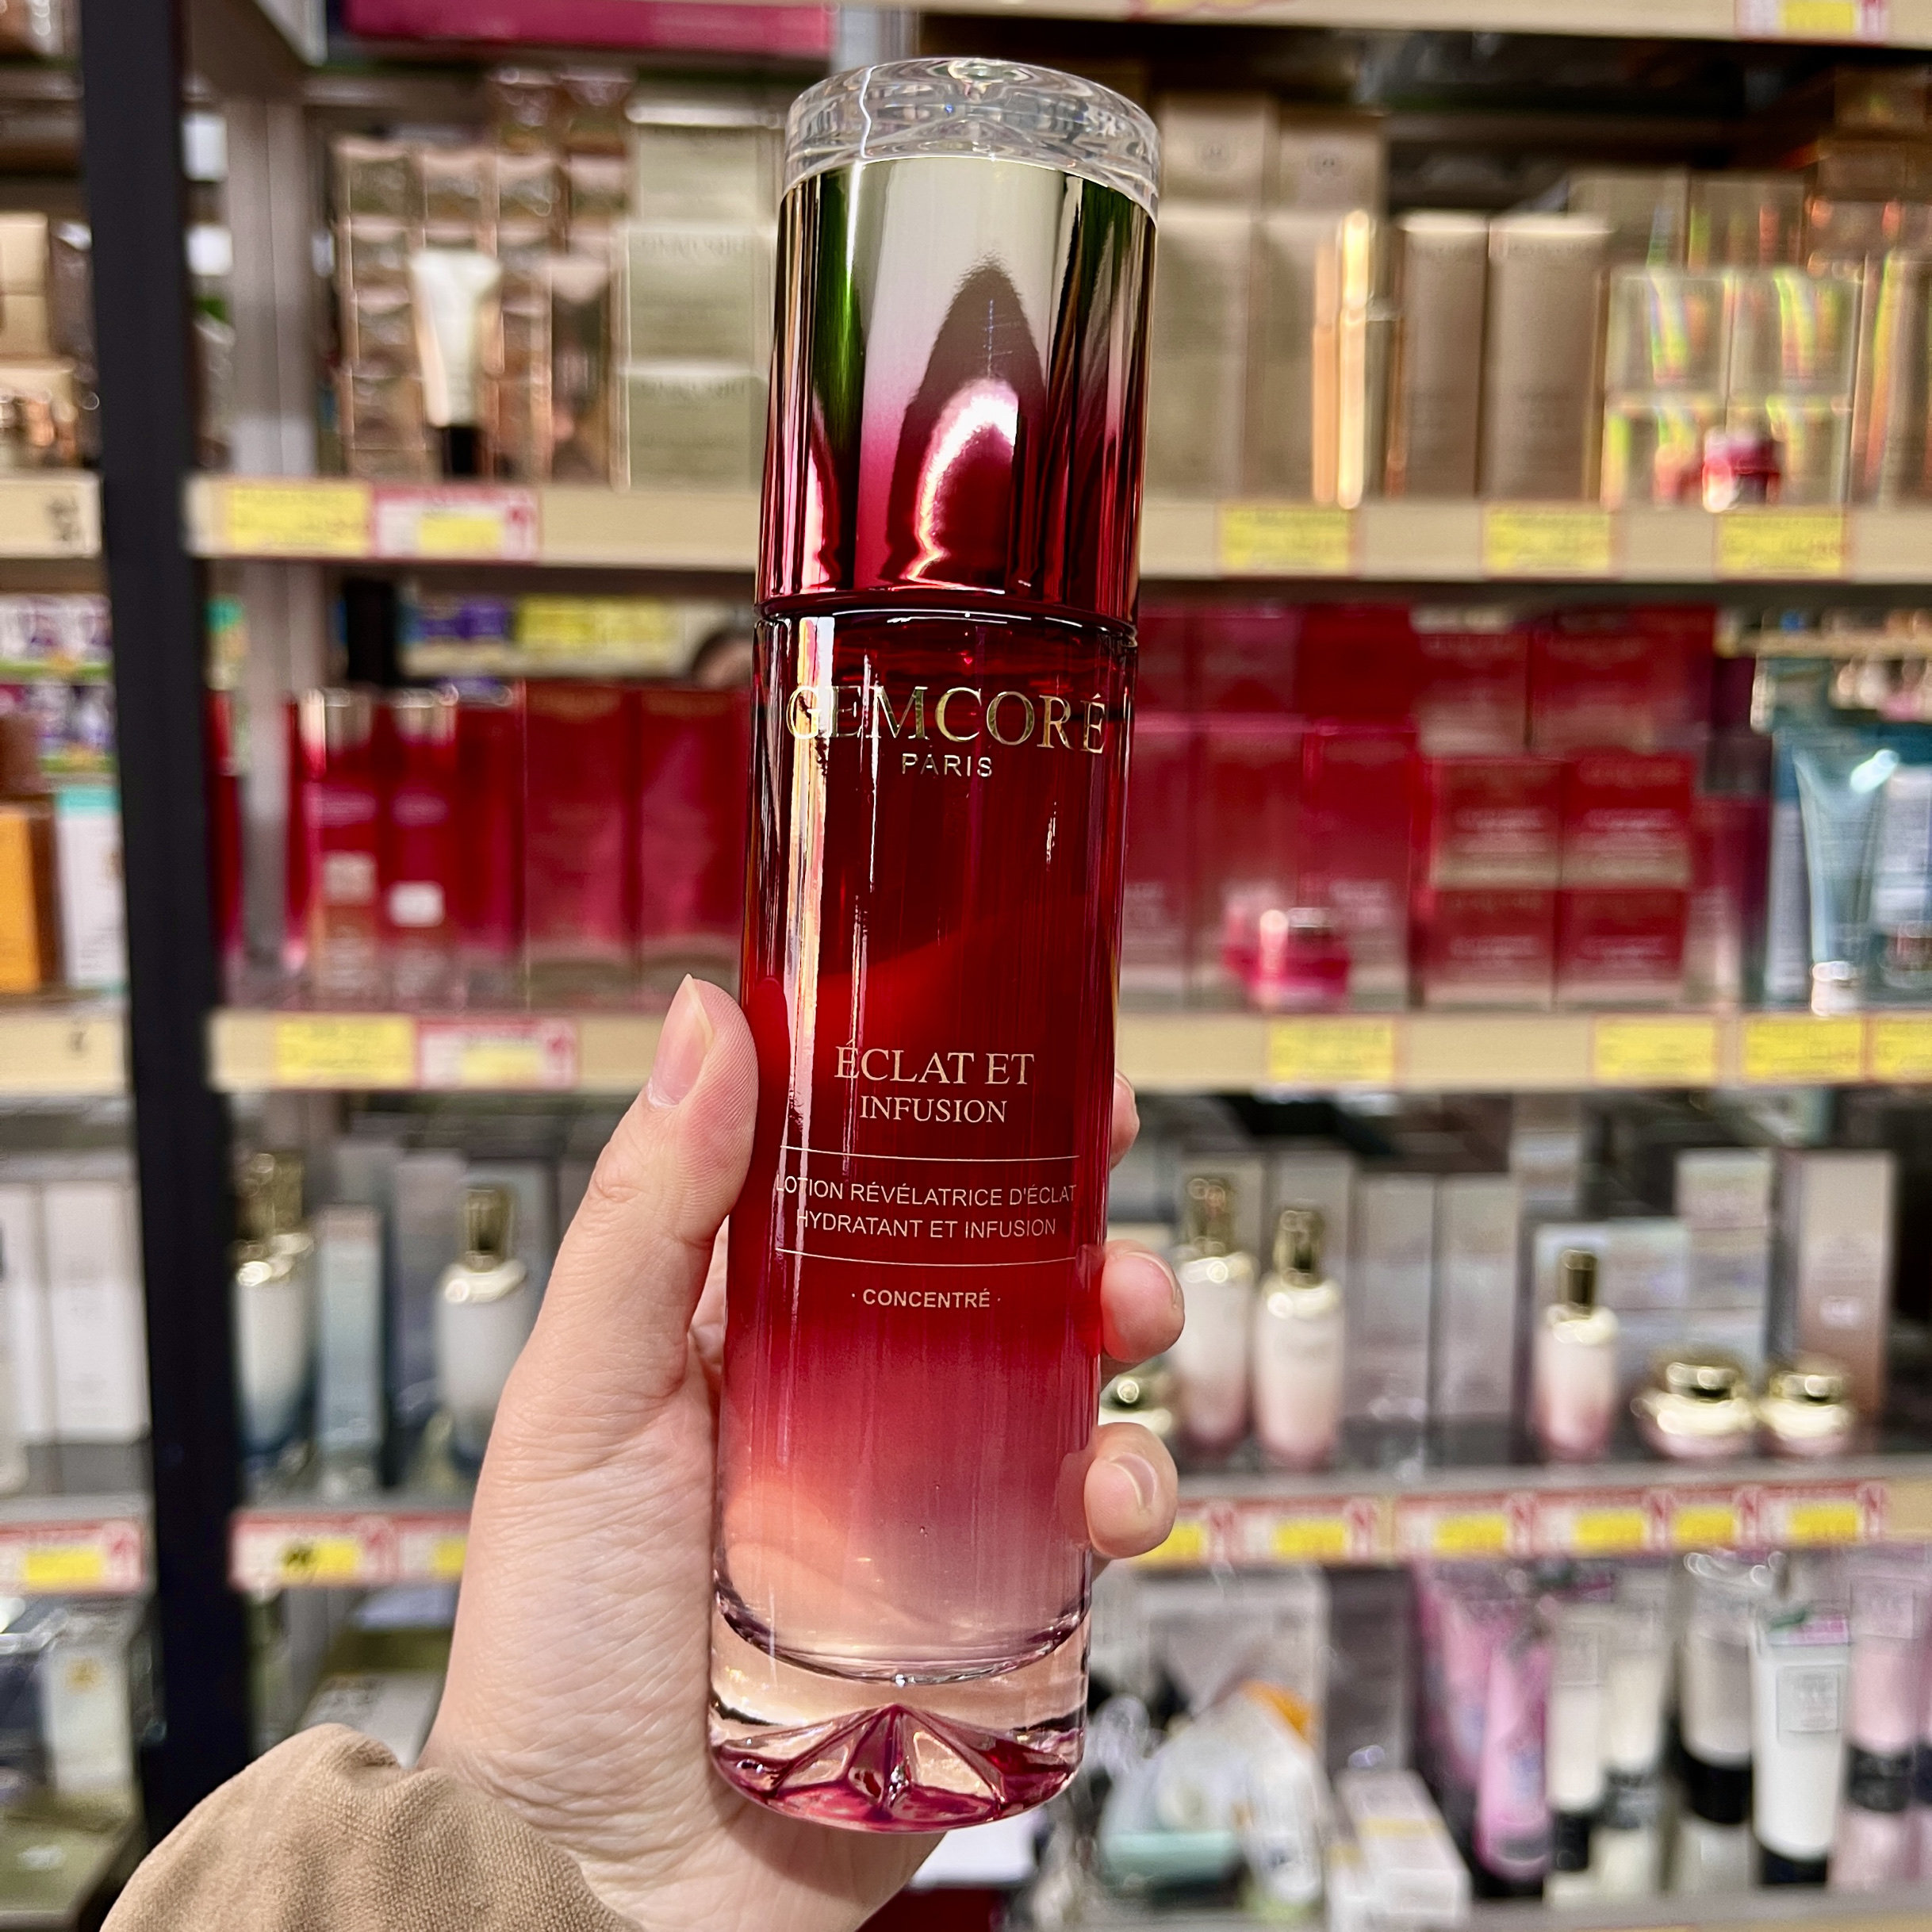 GEMCORÉ
PARIS
ÉCLAT ET
INFUSION
LOTION RÉVÉLATRICE D'ÉCLAT
HYDRATANT ET INFUSION
· CONCENTRÉ ·